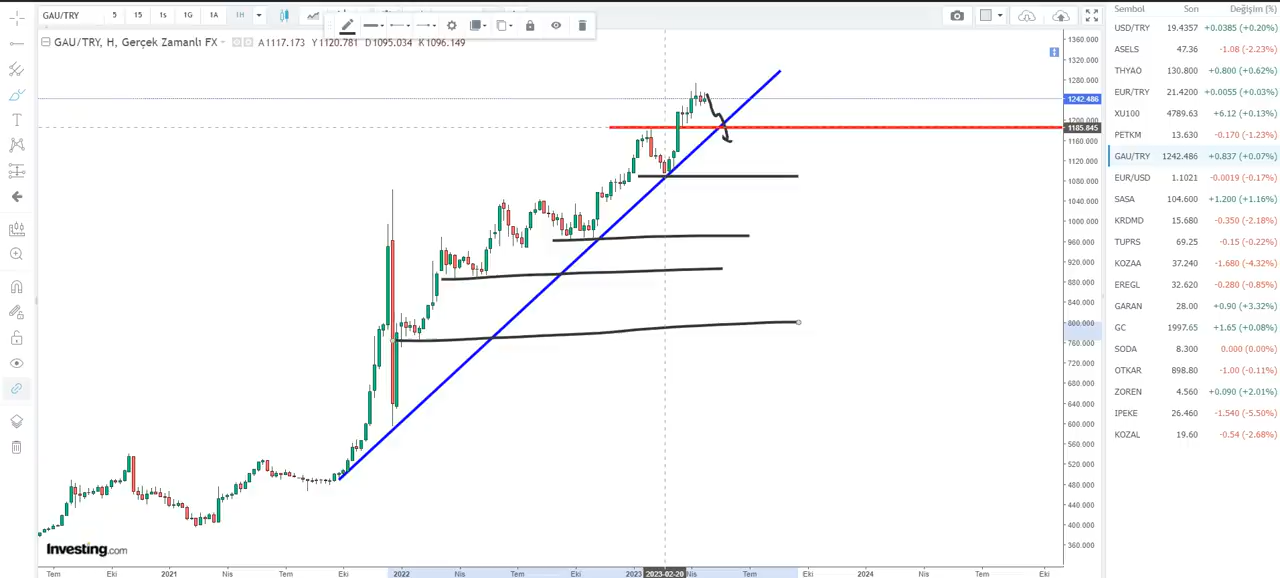 GAU/TRY 5 15 1s 1G 1A 1H
GAU/TRY, H, Gerçek Zamanlı FX A1117.173 Y1120.781 D1095.034 K1096.149
1360.000
1320.000
1280.000
1242.486
1200.000
1185.845
1160.000
1120.000
1080.000
1040.000
1000.000
960.000
920.000
880.000
840.000
800.000
760.000
720.000
680.000
640.000
600.000
560.000
520.000
480.000
440.000
400.000
360.000
Investing.com
Tem Eki 2021 Nis Tem Eki 2022 Nis Tem Eki 2023 2023-02-20 Nis Tem Eki 2024 Nis Tem Eki
Sembol Son Değişim (%)
USD/TRY 19.4357 +0.0385 (+0.20%)
ASELS 47.36 -1.08 (-2.23%)
THYAO 130.800 +0.800 (+0.62%)
EUR/TRY 21.4200 +0.0055 (+0.03%)
XU100 4789.63 +6.12 (+0.13%)
PETKM 13.630 -0.170 (-1.23%)
GAU/TRY 1242.486 +0.837 (+0.07%)
EUR/USD 1.1021 -0.0019 (-0.17%)
SASA 104.600 +1.200 (+1.16%)
KRDMD 15.680 -0.350 (-2.18%)
TUPRS 69.25 -0.15 (-0.22%)
KOZAA 37.240 -1.680 (-4.32%)
EREGL 32.620 -0.280 (-0.85%)
GARAN 28.00 +0.90 (+3.32%)
GC 1997.65 +1.65 (+0.08%)
SODA 8.300 0.000 (0.00%)
OTKAR 898.80 -1.00 (-0.11%)
ZOREN 4.560 +0.090 (+2.01%)
IPEKE 26.460 -1.540 (-5.50%)
KOZAL 19.60 -0.54 (-2.68%)